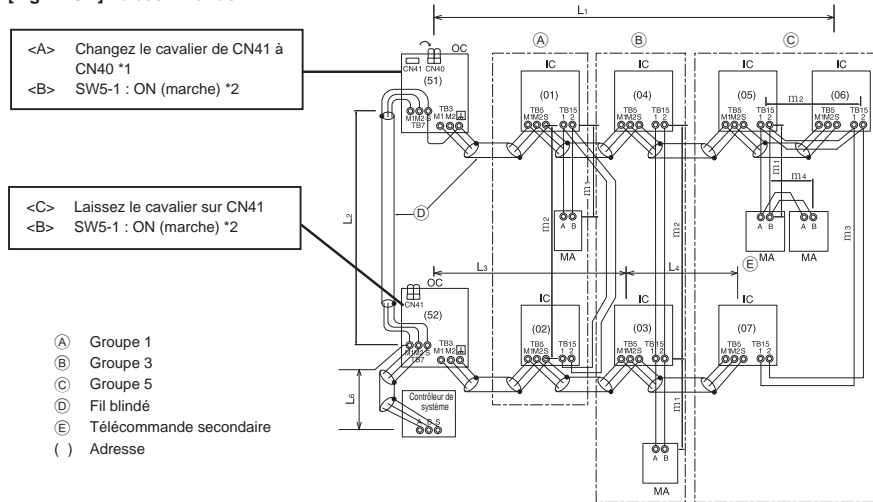 <A> Changez le cavalier de CN41 à
CN40 *1
<B> SW5-1 : ON (marche) *2
<C> Laissez le cavalier sur CN41
<B> SW5-1 : ON (marche) *2
Ⓐ Groupe 1
Ⓑ Groupe 3
Ⓒ Groupe 5
Ⓓ Fil blindé
Ⓔ Télécommande secondaire
( ) Adresse
L1
Ⓐ Ⓑ Ⓒ
OC
CN41 CN40
(51)
TB3
M1 M2
M1 M2 S
TB7
IC
(01)
TB5 TB15
M1 M2 S 1 2
IC
(04)
TB5 TB15
M1 M2 S 1 2
IC
(05)
TB5 TB15
M1 M2 S 1 2
IC
(06)
TB5 TB15
M1 M2 S 1 2
m2
m1
m2
A B
MA
m2
m1
m4
m3
A B
MA
A B
MA
Ⓔ
Ⓓ
L2
L3
L4
OC
CN41
(52)
TB3
M1 M2
M1 M2 S
TB7
IC
(02)
TB5 TB15
M1 M2 S 1 2
IC
(03)
TB5 TB15
M1 M2 S 1 2
IC
(07)
TB5 TB15
M1 M2 S 1 2
L6
Contrôleur de
système
A B S
m1
A B
MA